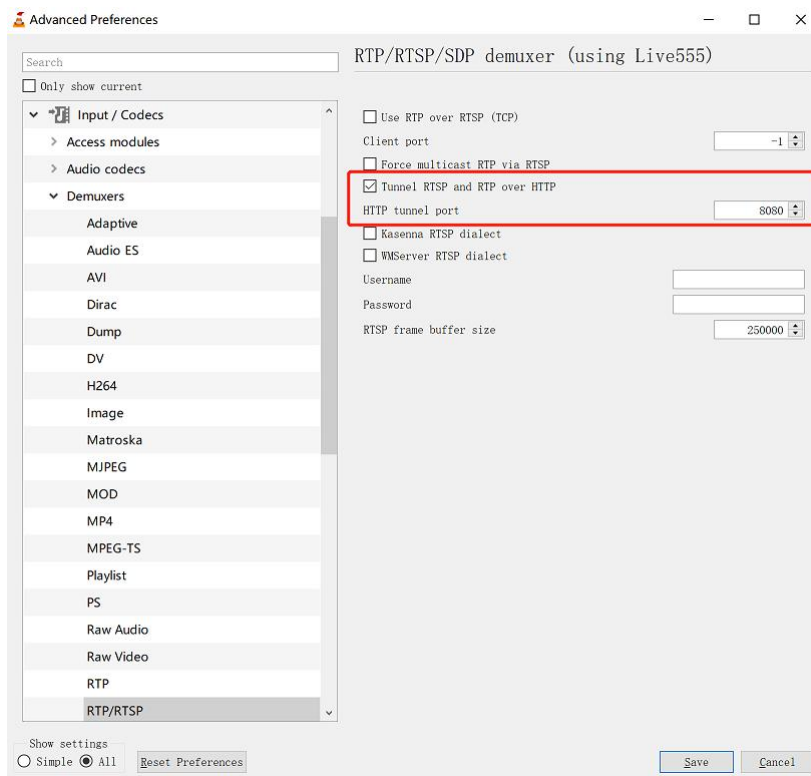 Advanced Preferences
Search
Only show current
Input / Codecs
Access modules
Audio codecs
Demuxers
Adaptive
Audio ES
AVI
Dirac
Dump
DV
H264
Image
Matroska
MJPEG
MOD
MP4
MPEG-TS
Playlist
PS
Raw Audio
Raw Video
RTP
RTP/RTSP
RTP/RTSP/SDP demuxer (using Live555)
Use RTP over RTSP (TCP)
Client port -1
Force multicast RTP via RTSP
Tunnel RTSP and RTP over HTTP
HTTP tunnel port 8080
Kasenna RTSP dialect
WMServer RTSP dialect
Username
Password
RTSP frame buffer size 250000
Show settings
Simple All Reset Preferences Save Cancel